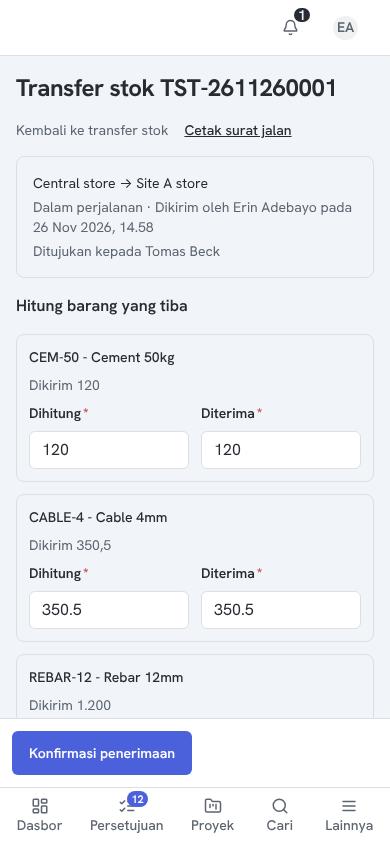 1
EA
Transfer stok TST-2611260001
Kembali ke transfer stok Cetak surat jalan
Central store → Site A store
Dalam perjalanan · Dikirim oleh Erin Adebayo pada
26 Nov 2026, 14.58
Ditujukan kepada Tomas Beck
Hitung barang yang tiba
CEM-50 - Cement 50kg
Dikirim 120
Dihitung* Diterima*
120 120
CABLE-4 - Cable 4mm
Dikirim 350,5
Dihitung* Diterima*
350.5 350.5
REBAR-12 - Rebar 12mm
Dikirim 1.200
Konfirmasi penerimaan
12
Dasbor Persetujuan Proyek Cari Lainnya